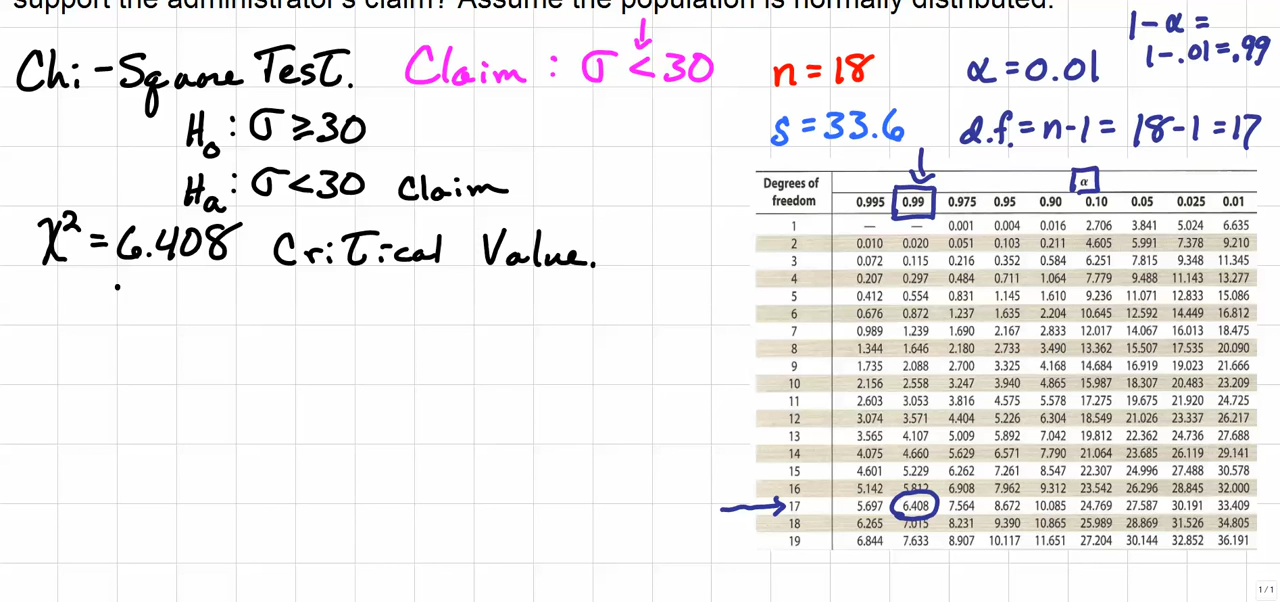 support the administrator's claim? Assume the population is normally distributed.
Chi-Square Test.
Claim : σ < 30
H₀ : σ ≥ 30
Hₐ : σ < 30 Claim
χ² = 6.408 Critical Value.
n = 18
s = 33.6
α = 0.01
1 - α =
1 - .01 = .99
d.f. = n-1 = 18-1 = 17
Degrees of freedom
α
0.995 0.99 0.975 0.95 0.90 0.10 0.05 0.025 0.01
1 — — 0.001 0.004 0.016 2.706 3.841 5.024 6.635
2 0.010 0.020 0.051 0.103 0.211 4.605 5.991 7.378 9.210
3 0.072 0.115 0.216 0.352 0.584 6.251 7.815 9.348 11.345
4 0.207 0.297 0.484 0.711 1.064 7.779 9.488 11.143 13.277
5 0.412 0.554 0.831 1.145 1.610 9.236 11.071 12.833 15.086
6 0.676 0.872 1.237 1.635 2.204 10.645 12.592 14.449 16.812
7 0.989 1.239 1.690 2.167 2.833 12.017 14.067 16.013 18.475
8 1.344 1.646 2.180 2.733 3.490 13.362 15.507 17.535 20.090
9 1.735 2.088 2.700 3.325 4.168 14.684 16.919 19.023 21.666
10 2.156 2.558 3.247 3.940 4.865 15.987 18.307 20.483 23.209
11 2.603 3.053 3.816 4.575 5.578 17.275 19.675 21.920 24.725
12 3.074 3.571 4.404 5.226 6.304 18.549 21.026 23.337 26.217
13 3.565 4.107 5.009 5.892 7.042 19.812 22.362 24.736 27.688
14 4.075 4.660 5.629 6.571 7.790 21.064 23.685 26.119 29.141
15 4.601 5.229 6.262 7.261 8.547 22.307 24.996 27.488 30.578
16 5.142 5.812 6.908 7.962 9.312 23.542 26.296 28.845 32.000
17 5.697 6.408 7.564 8.672 10.085 24.769 27.587 30.191 33.409
18 6.265 7.015 8.231 9.390 10.865 25.989 28.869 31.526 34.805
19 6.844 7.633 8.907 10.117 11.651 27.204 30.144 32.852 36.191
1/1